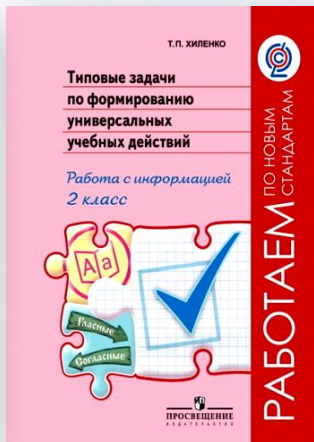 Т.П. ХИЛЕНКО
Типовые задачи
по формированию
универсальных
учебных действий
Работа с информацией
2 класс
РАБОТАЕМ
ПО НОВЫМ
СТАНДАРТАМ
Аа
Гласные
Согласные
ПРОСВЕЩЕНИЕ
ИЗДАТЕЛЬСТВО